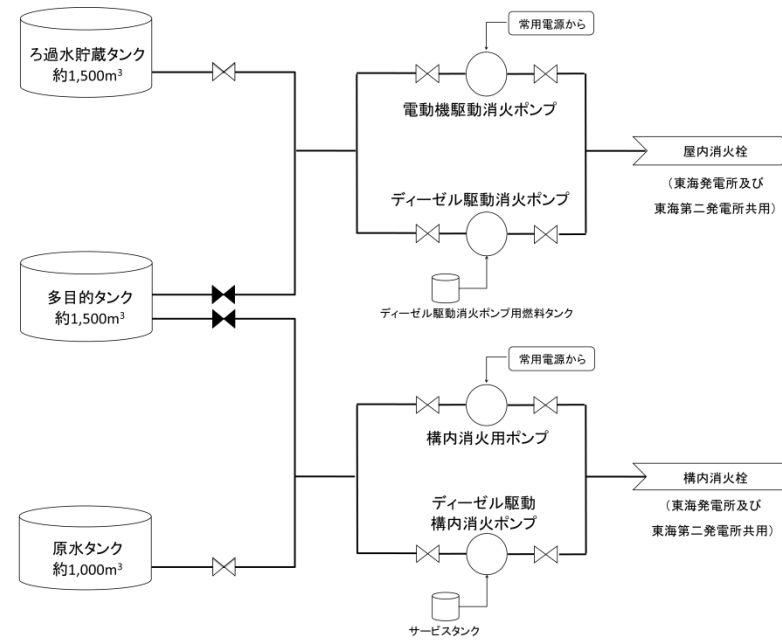 ろ過水貯蔵タンク
約1,500m³
常用電源から
電動機駆動消火ポンプ
屋内消火栓
（東海発電所及び
東海第二発電所共用）
ディーゼル駆動消火ポンプ
ディーゼル駆動消火ポンプ用燃料タンク
多目的タンク
約1,500m³
常用電源から
構内消火用ポンプ
構内消火栓
（東海発電所及び
東海第二発電所共用）
ディーゼル駆動
構内消火ポンプ
サービスタンク
原水タンク
約1,000m³